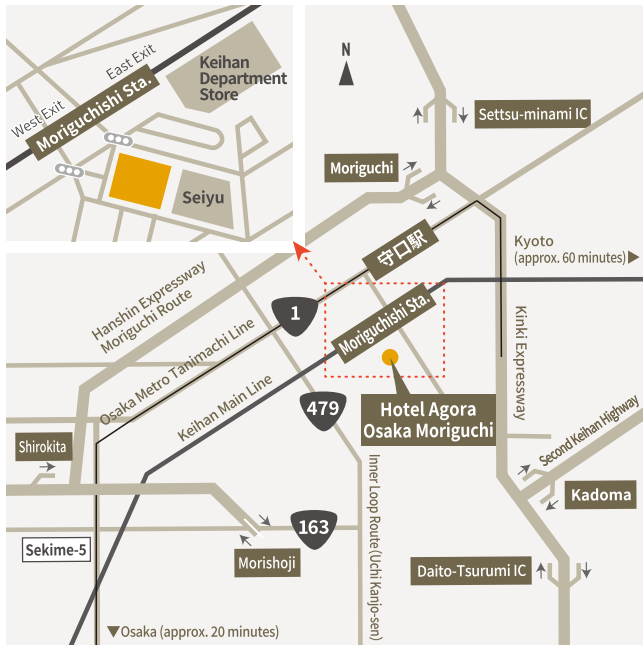 East Exit
West Exit
Moriguchishi Sta.
Keihan
Department
Store
Seiyu
N
Settsu-minami IC
Moriguchi
守口駅
Kyoto
(approx. 60 minutes)▶
Hanshin Expressway
Moriguchi Route
1
Moriguchishi Sta.
Osaka Metro Tanimachi Line
Keihan Main Line
Kinki Expressway
Hotel Agora
Osaka Moriguchi
479
Shirokita
Second Keihan Highway
Kadoma
Inner Loop Route (Uchi Kanjo-sen)
163
Sekime-5
Morishoji
Daito-Tsurumi IC
▼Osaka (approx. 20 minutes)